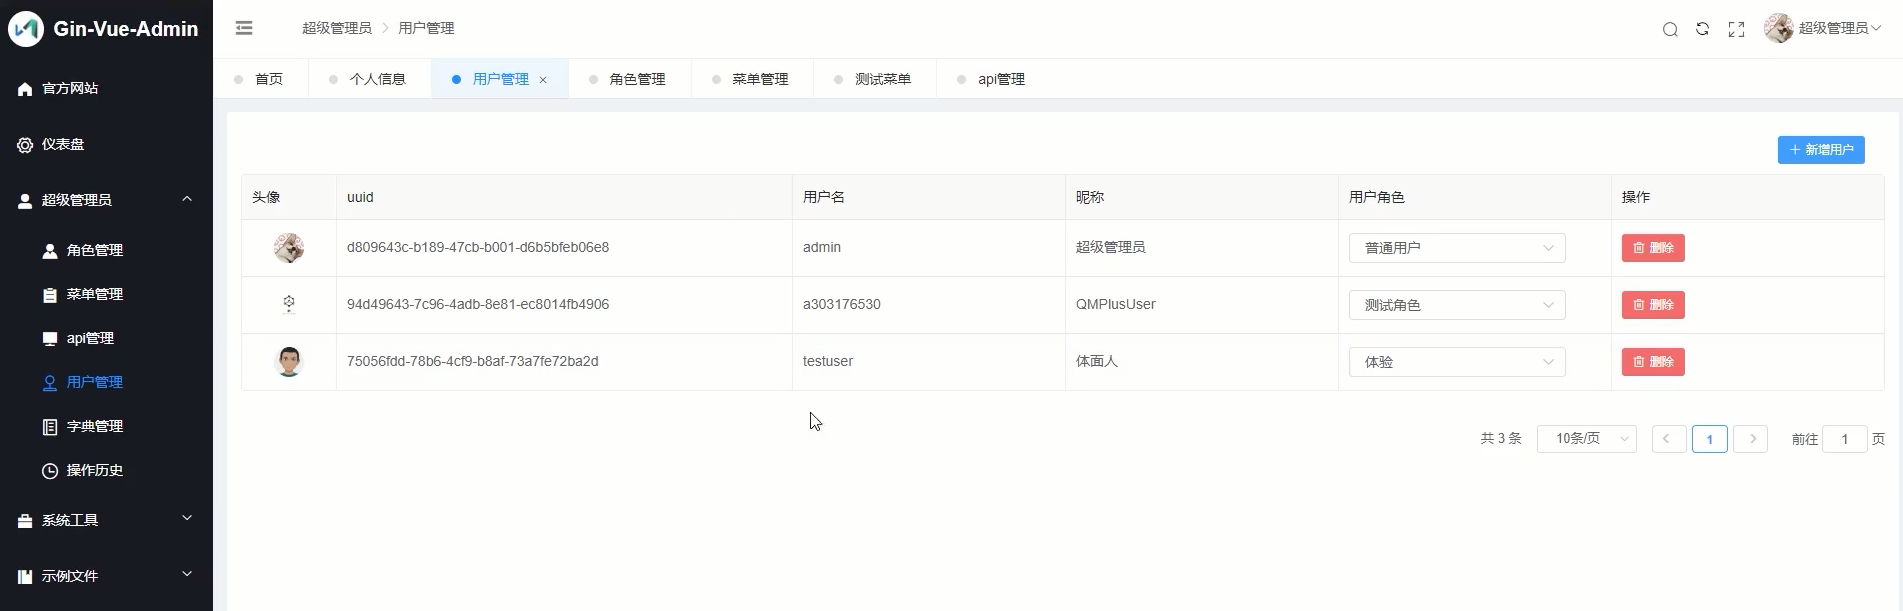 Gin-Vue-Admin
官方网站
仪表盘
超级管理员
角色管理
菜单管理
api管理
用户管理
字典管理
操作历史
系统工具
示例文件
超级管理员 > 用户管理
超级管理员
首页 个人信息 用户管理 × 角色管理 菜单管理 测试菜单 api管理
+ 新增用户
头像 uuid 用户名 昵称 用户角色 操作
d809643c-b189-47cb-b001-d6b5bfeb06e8 admin 超级管理员 普通用户 删除
94d49643-7c96-4adb-8e81-ec8014fb4906 a303176530 QMPlusUser 测试角色 删除
75056fdd-78b6-4cf9-b8af-73a7fe72ba2d testuser 体面人 体验 删除
共 3 条 10条/页 < 1 > 前往 1 页